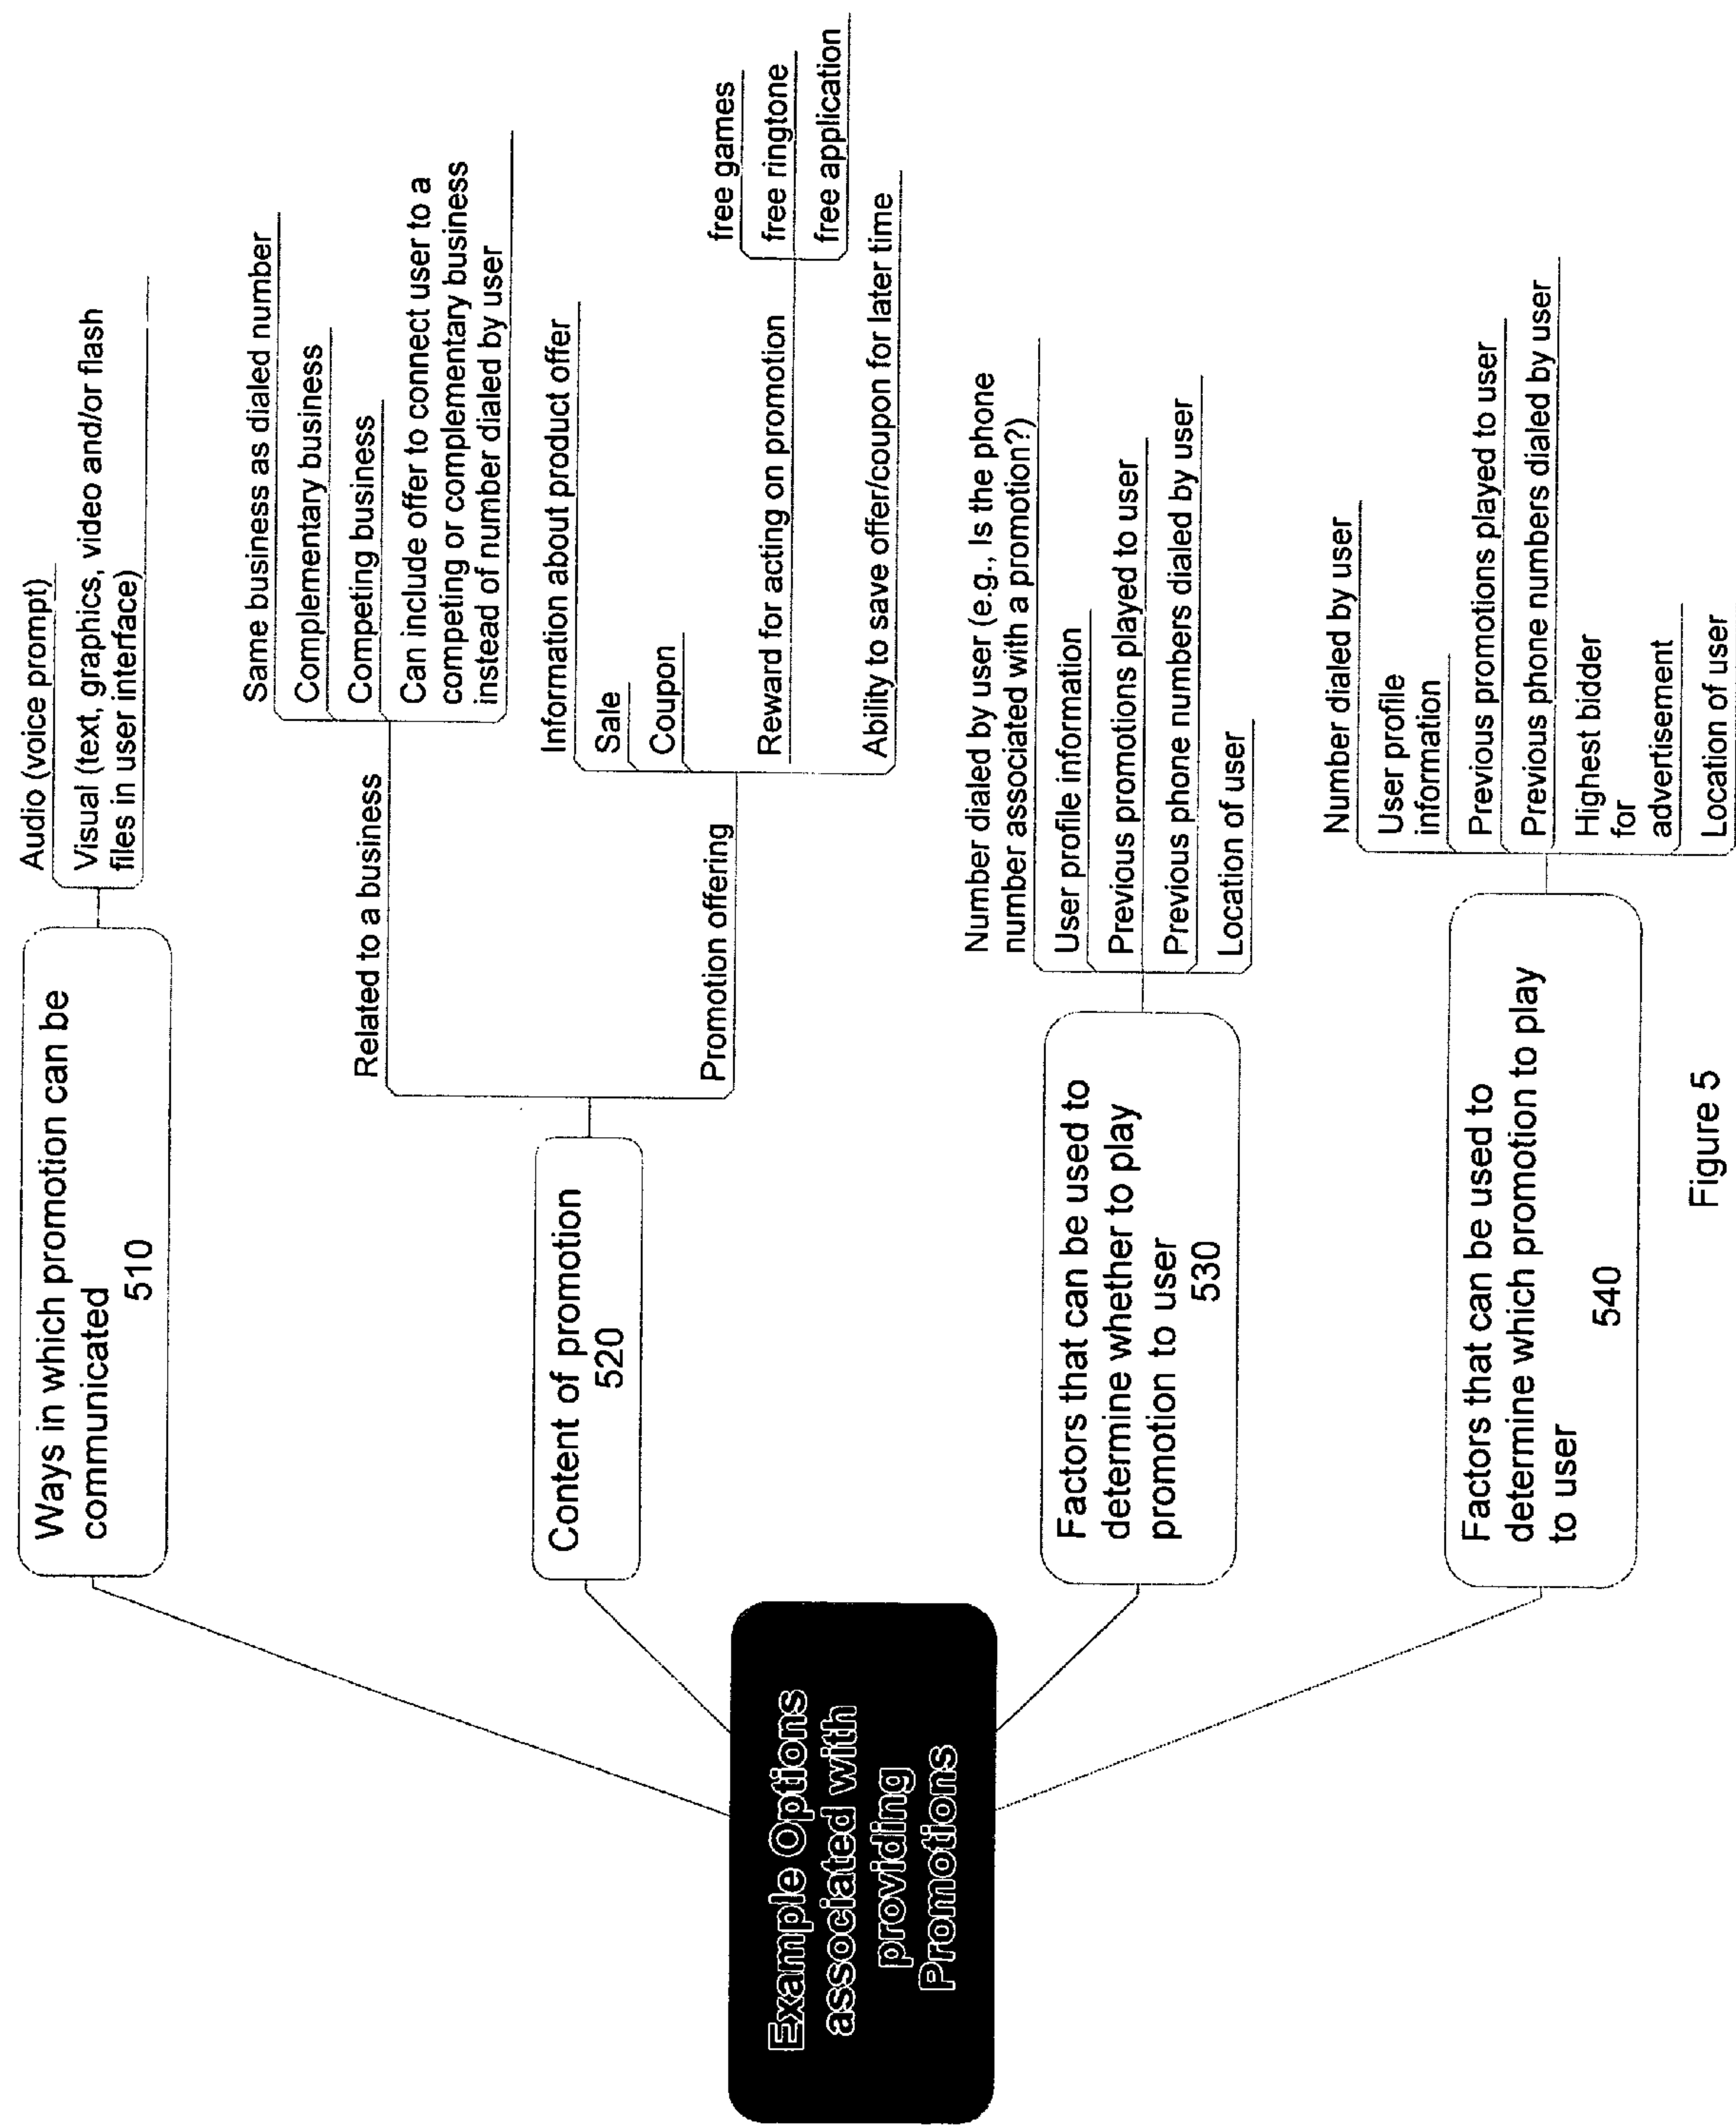 Example Options
associated with
providing
Promotions
Ways in which promotion can be
communicated
510
Audio (voice prompt)
Visual (text, graphics, video and/or flash
files in user interface)
Content of promotion
520
Related to a business
Same business as dialed number
Complementary business
Competing business
Can include offer to connect user to a
competing or complementary business
instead of number dialed by user
Promotion offering
Information about product offer
Sale
Coupon
Reward for acting on promotion
free games
free ringtone
free application
Ability to save offer/coupon for later time
Factors that can be used to
determine whether to play
promotion to user
530
Number dialed by user (e.g., Is the phone
number associated with a promotion?)
User profile information
Previous promotions played to user
Previous phone numbers dialed by user
Location of user
Factors that can be used to
determine which promotion to play
to user
540
Number dialed by user
User profile
information
Previous promotions played to user
Previous phone numbers dialed by user
Highest bidder
for
advertisement
Location of user
Figure 5